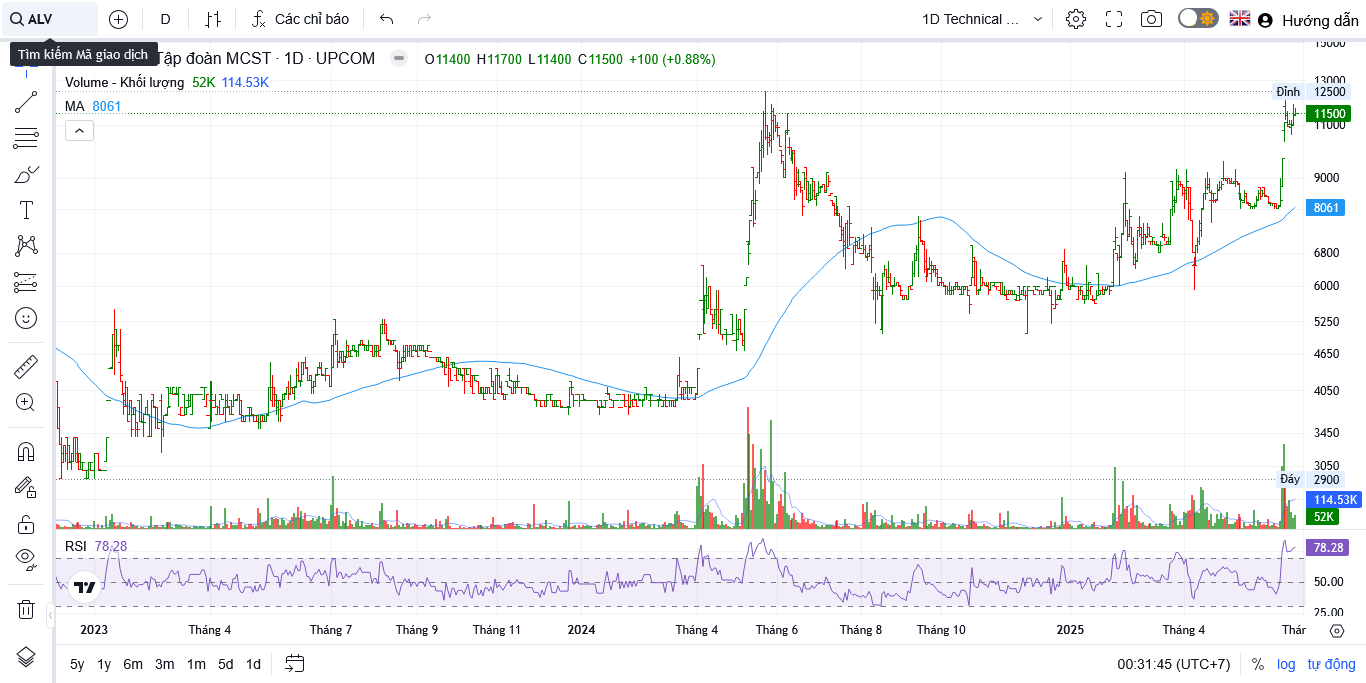 ALV
D
Các chỉ báo
1D Technical ...
Hướng dẫn
Tìm kiếm Mã giao dịch
Tập đoàn MCST · 1D · UPCOM
O11400 H11700 L11400 C11500 +100 (+0.88%)
Volume - Khối lượng 52K 114.53K
MA 8061
15000
13000
Đỉnh 12500
11500
11000
9000
8061
6800
6000
5250
4650
4050
3450
3050
Đáy 2900
114.53K
52K
RSI 78.28
78.28
50.00
25.00
2023 Tháng 4 Tháng 7 Tháng 9 Tháng 11 2024 Tháng 4 Tháng 6 Tháng 8 Tháng 10 2025 Tháng 4 Thár
5y 1y 6m 3m 1m 5d 1d
00:31:45 (UTC+7) % log tự động